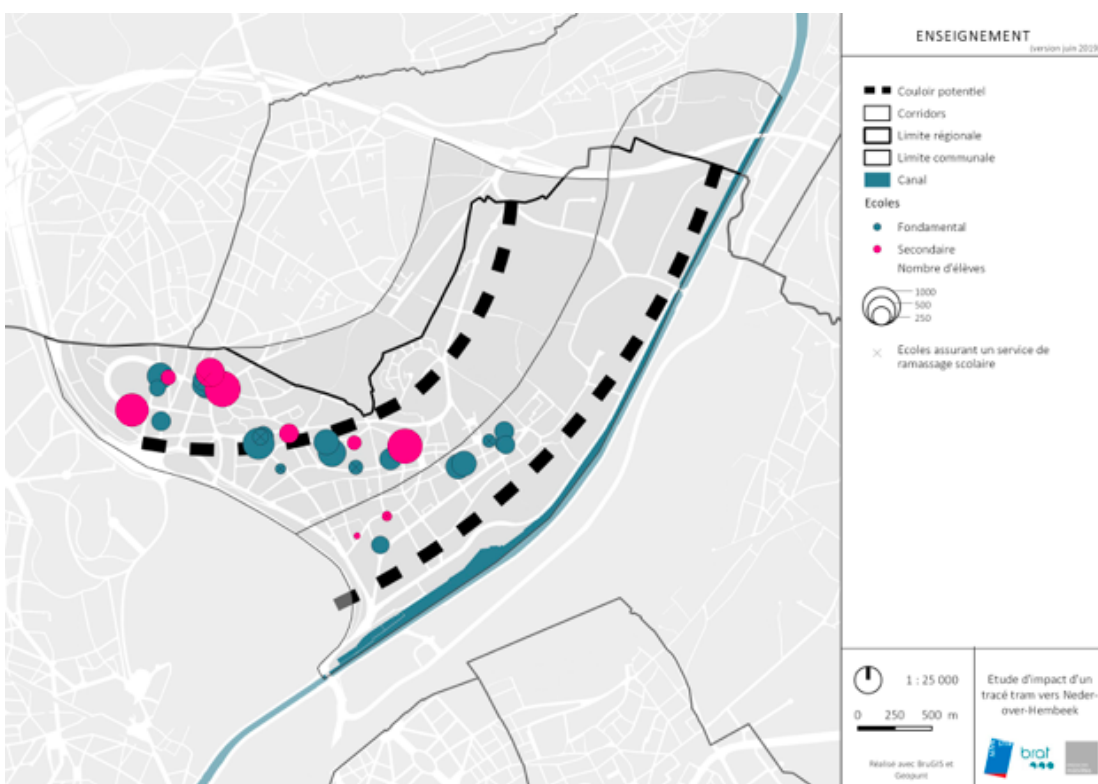 ENSEIGNEMENT
(version juin 2019)
Couloir potentiel
Corridors
Limite régionale
Limite communale
Canal
Ecoles
Fondamental
Secondaire
Nombre d'élèves
1000
500
250
Ecoles assurant un service de
ramassage scolaire
1 : 25 000
0 250 500 m
Réalisé avec BruGIS et
Geopunt
Etude d'impact d'un
tracé tram vers Neder-
over-Hembeek
brat